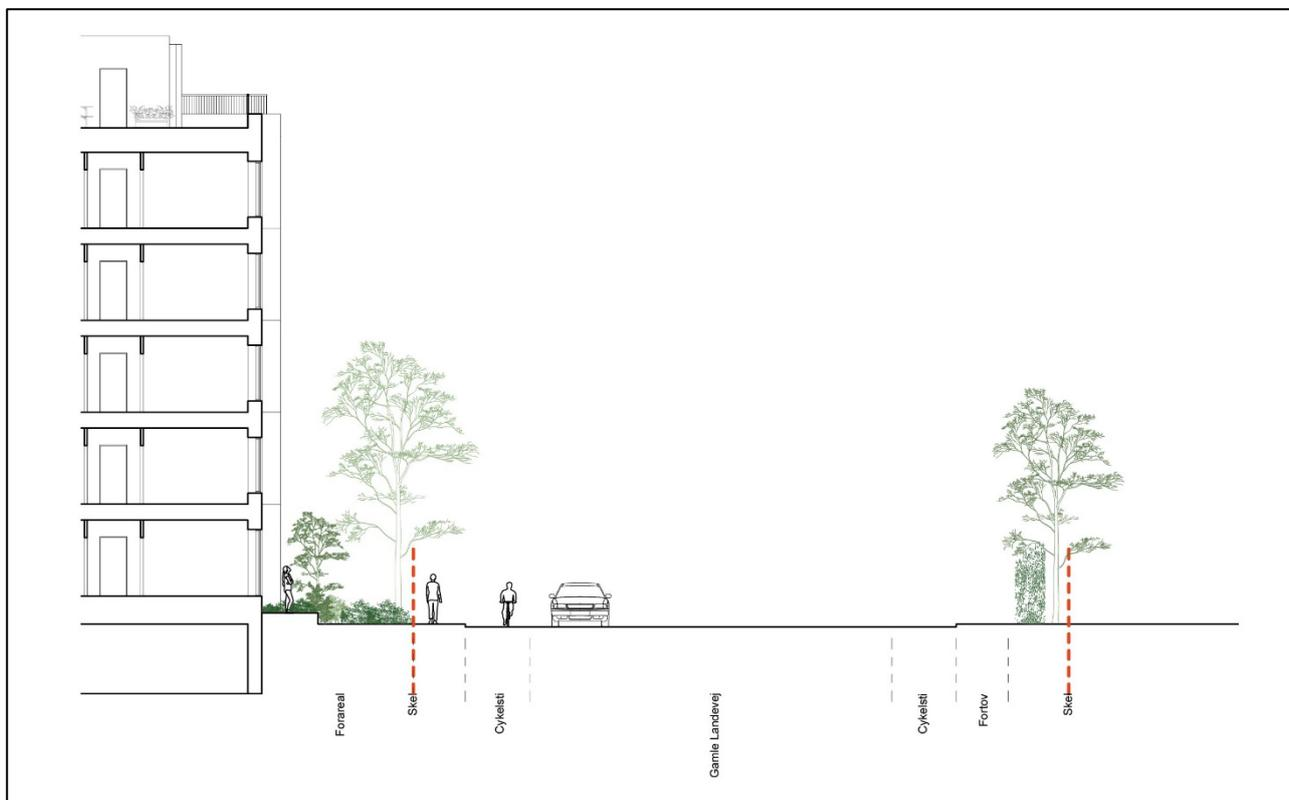 Forareal
Skel
Cykelsti
Gamle Landevej
Cykelsti
Fortov
Skel